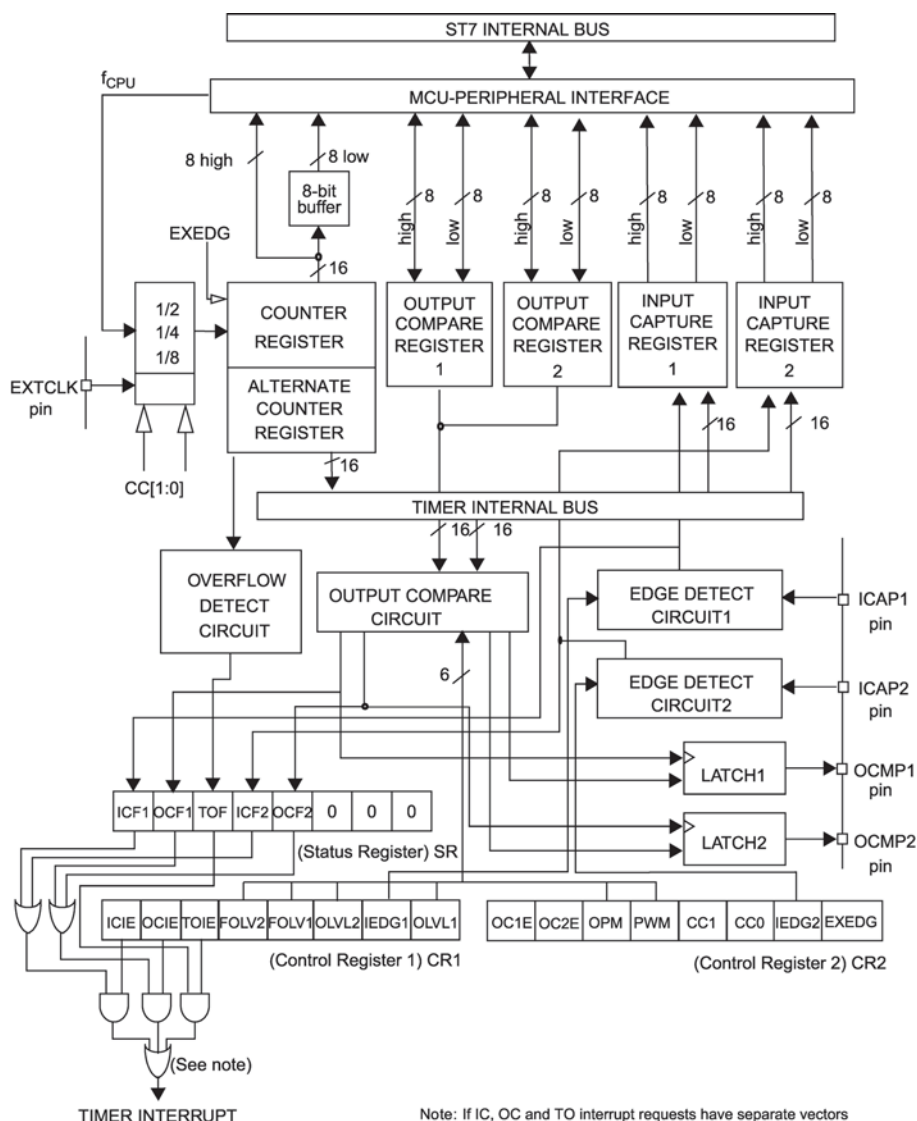 ST7 INTERNAL BUS
fCPU
MCU-PERIPHERAL INTERFACE
8 high
8 low
8-bit
buffer
high
8
low
8
high
8
low
8
high
8
low
8
high
8
low
8
EXEDG
16
1/2
1/4
1/8
COUNTER
REGISTER
ALTERNATE
COUNTER
REGISTER
OUTPUT
COMPARE
REGISTER
1
OUTPUT
COMPARE
REGISTER
2
INPUT
CAPTURE
REGISTER
1
INPUT
CAPTURE
REGISTER
2
EXTCLK
pin
CC[1:0]
16
16
16
TIMER INTERNAL BUS
16
16
OVERFLOW
DETECT
CIRCUIT
OUTPUT COMPARE
CIRCUIT
EDGE DETECT
CIRCUIT1
ICAP1
pin
6
EDGE DETECT
CIRCUIT2
ICAP2
pin
LATCH1
OCMP1
pin
LATCH2
OCMP2
pin
ICF1 OCF1 TOF ICF2 OCF2 0 0 0
(Status Register) SR
ICIE OCIE TOIE FOLV2 FOLV1 OLVL2 IEDG1 OLVL1
(Control Register 1) CR1
OC1E OC2E OPM PWM CC1 CC0 IEDG2 EXEDG
(Control Register 2) CR2
(See note)
TIMER INTERRUPT
Note: If IC, OC and TO interrupt requests have separate vectors